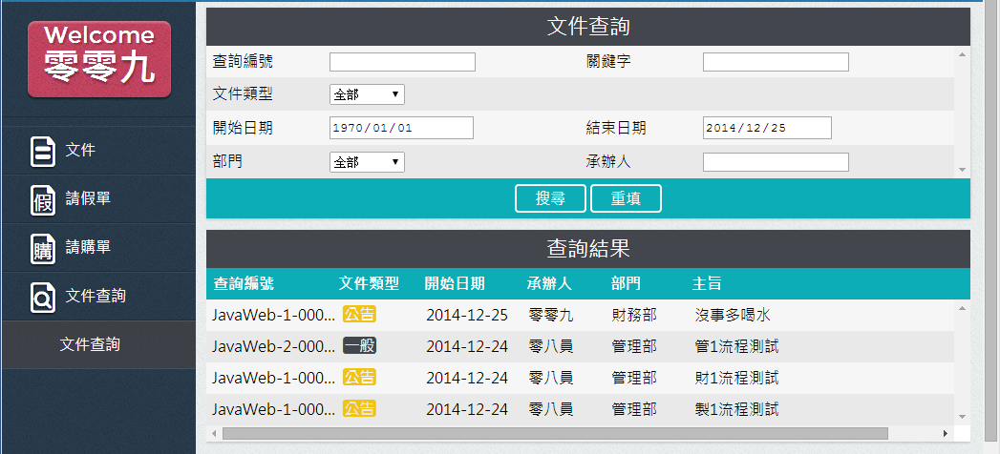 Welcome
零零九
文件
假 請假單
購 請購單
文件查詢
文件查詢
文件查詢
查詢編號 關鍵字
文件類型 全部
開始日期 1970/01/01 結束日期 2014/12/25
部門 全部 承辦人
搜尋 重填
查詢結果
查詢編號 文件類型 開始日期 承辦人 部門 主旨
JavaWeb-1-000... 公告 2014-12-25 零零九 財務部 沒事多喝水
JavaWeb-2-000... 一般 2014-12-24 零八員 管理部 管1流程測試
JavaWeb-1-000... 公告 2014-12-24 零八員 管理部 財1流程測試
JavaWeb-1-000... 公告 2014-12-24 零八員 管理部 製1流程測試